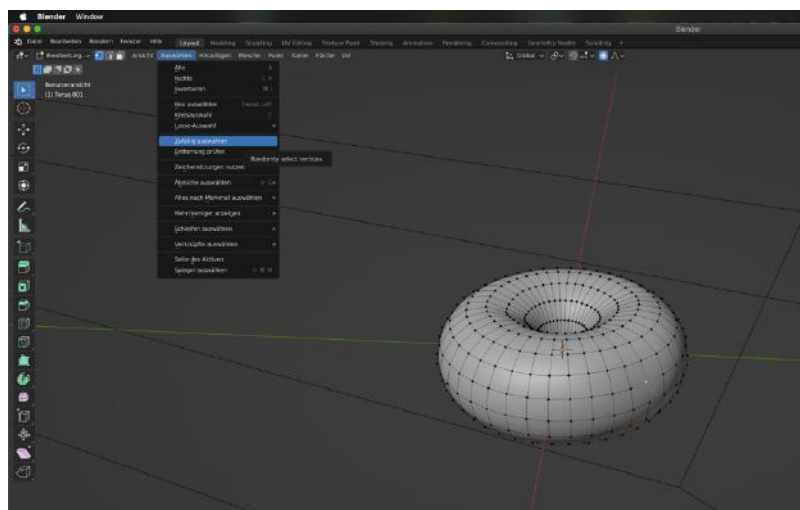 Blender Window
Blender
Datei Bearbeiten Rendern Fenster Hilfe Layout Modeling Sculpting UV Editing Texture Paint Shading Animation Rendering Compositing Geometry Nodes Scripting +
Ansicht Auswählen Hinzufügen Mesche Punkt Kante Fläche UV Global
Benutzeransicht
(1) Torus.001
Alle A
Nichts
Invertieren
Box auswählen
Kreisauswahl
Lasso-Auswahl
Zufällig auswählen
Randomly select vertices.
Entfernung prüfen
Zeichensitzungen nutzen
Ähnliche auswählen
Alles nach Merkmal auswählen
Mehr/weniger anzeigen
Schleifen auswählen
Verknüpfte auswählen
Seite des Aktiven
Spiegel auswählen